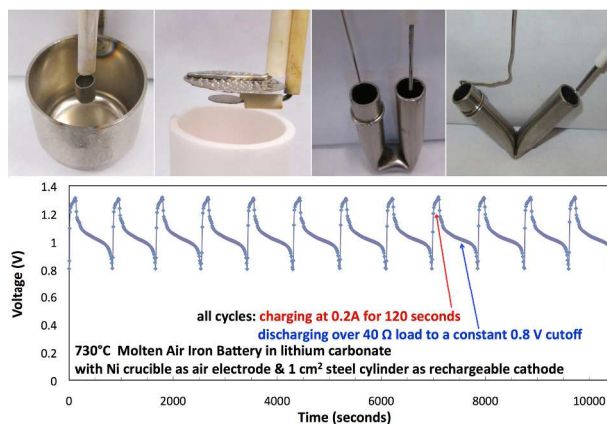 1.4
1.2
1
0.8
0.6
0.4
0.2
0
Voltage (V)
all cycles: charging at 0.2A for 120 seconds
discharging over 40 Ω load to a constant 0.8 V cutoff
730°C Molten Air Iron Battery in lithium carbonate
with Ni crucible as air electrode & 1 cm² steel cylinder as rechargeable cathode
0 2000 4000 6000 8000 10000
Time (seconds)